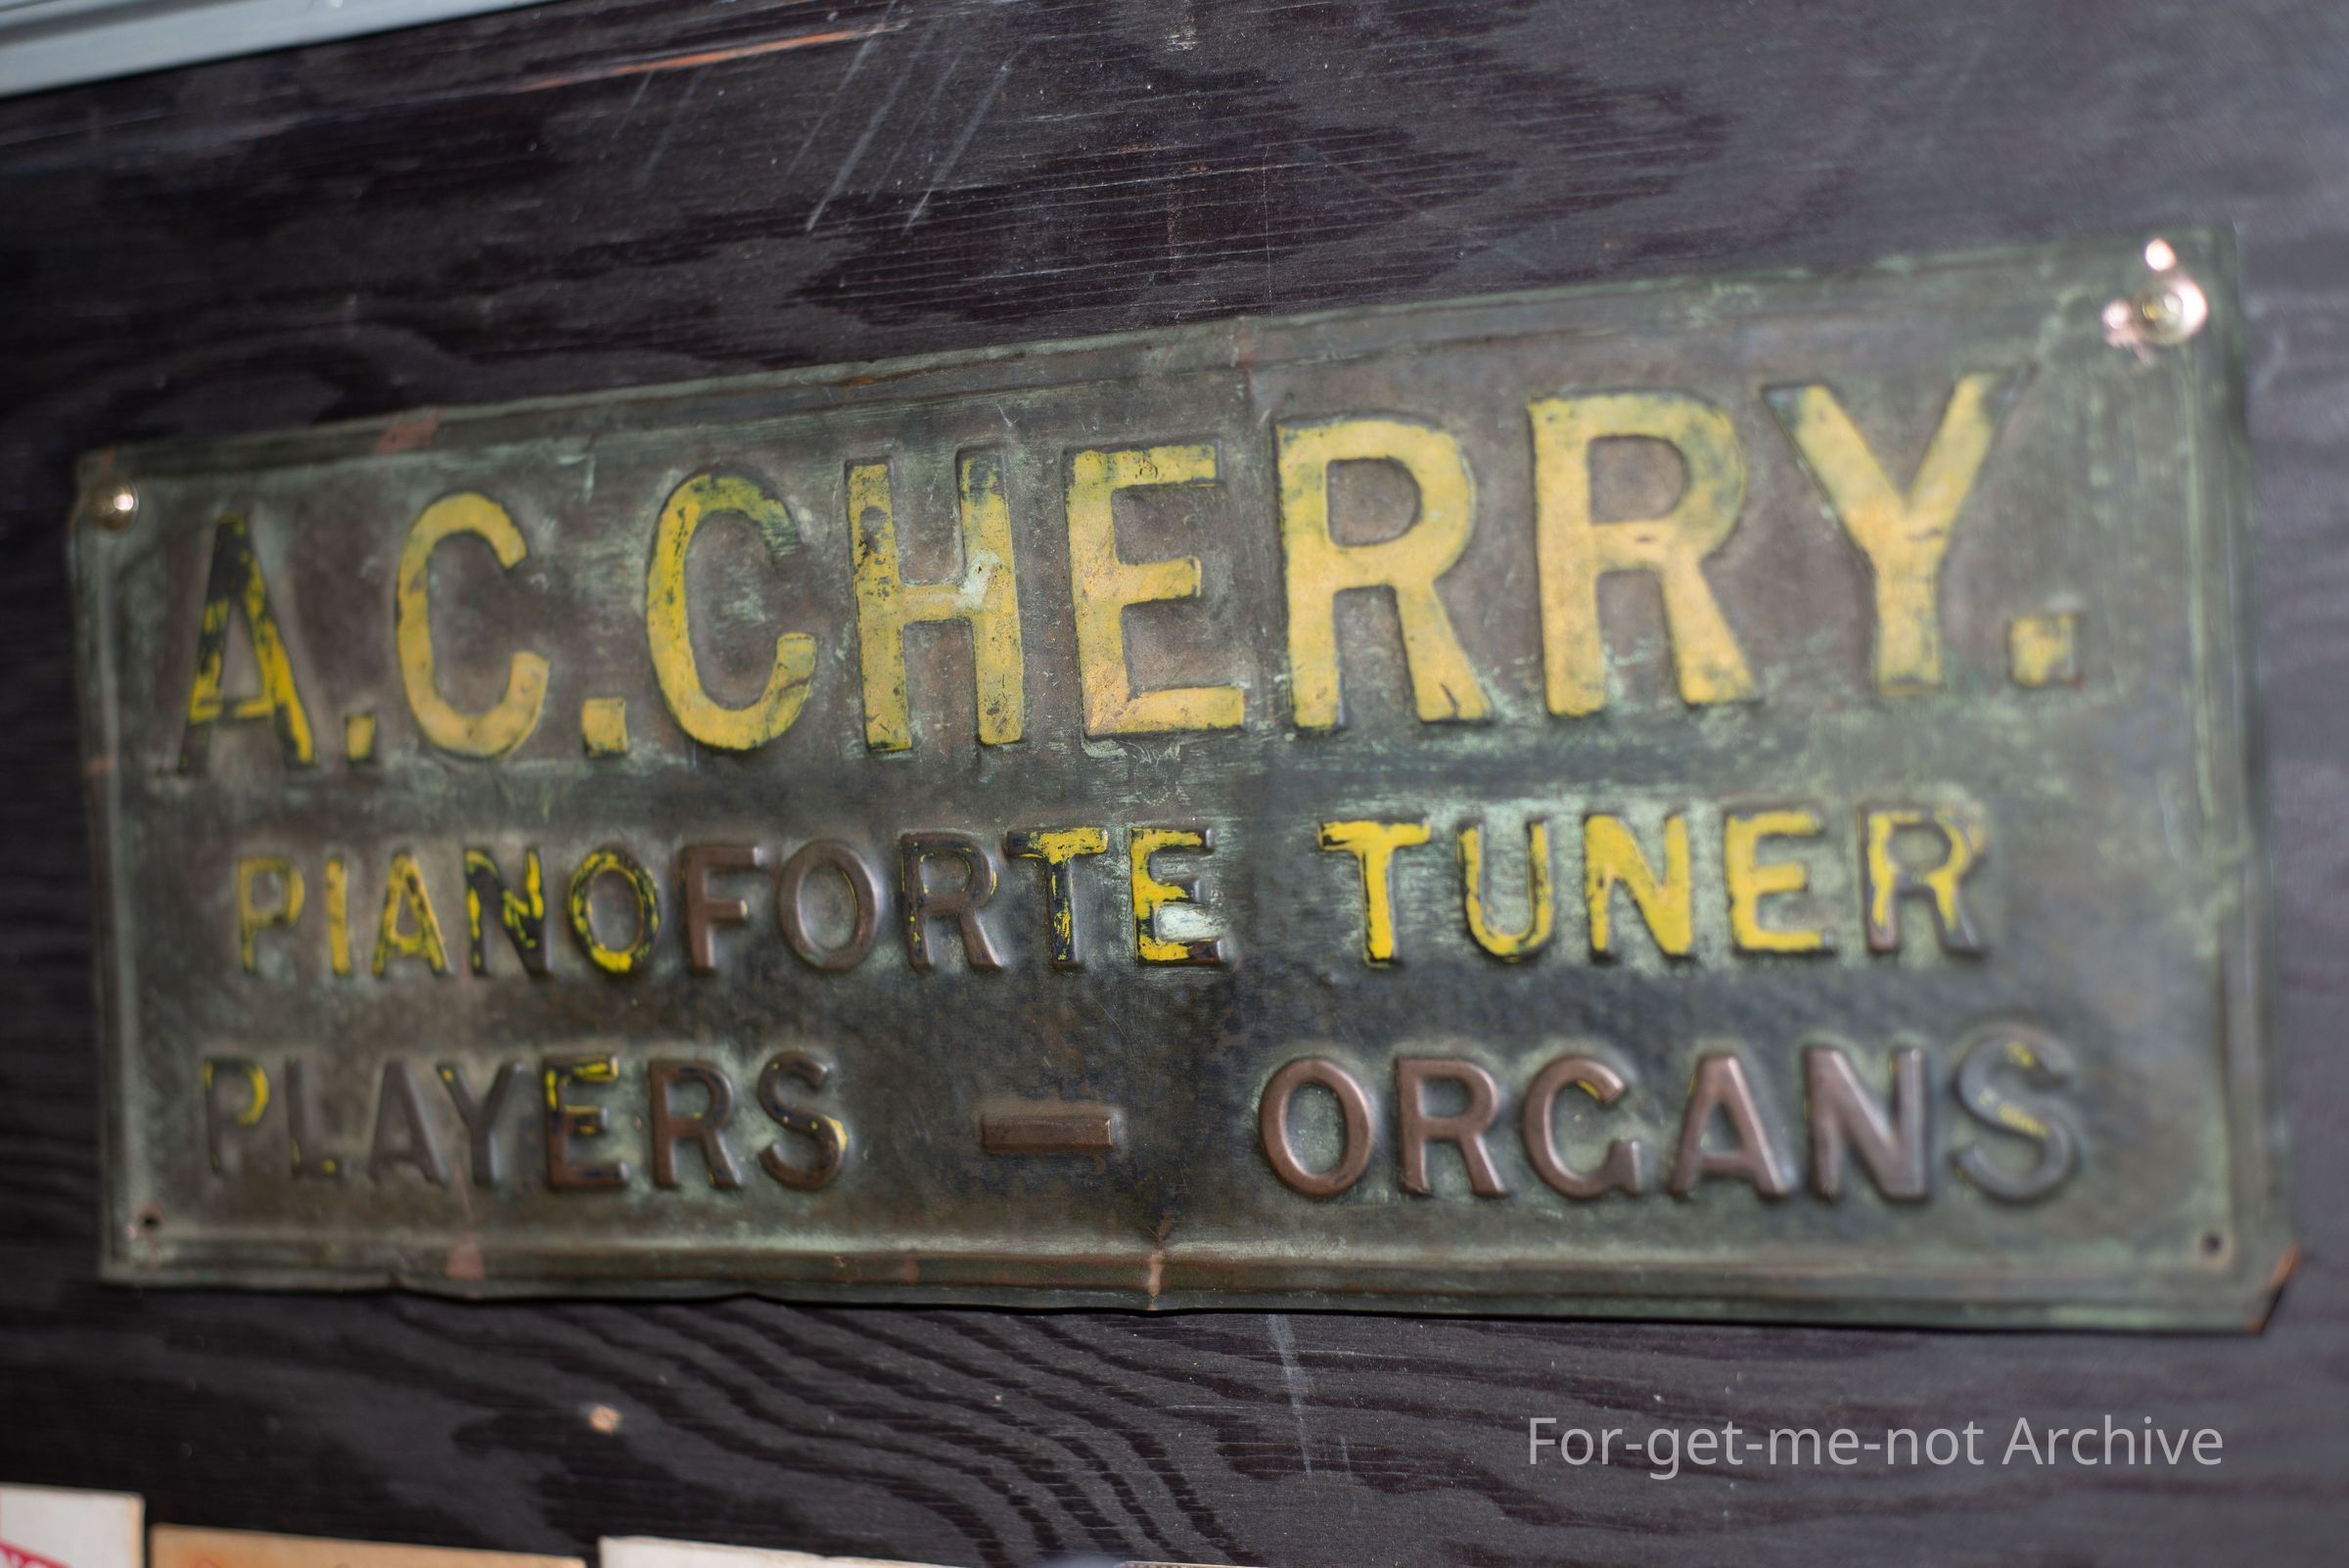 A.C.CHERRY.
PIANOFORTE TUNER
PLAYERS - ORGANS
For-get-me-not Archive